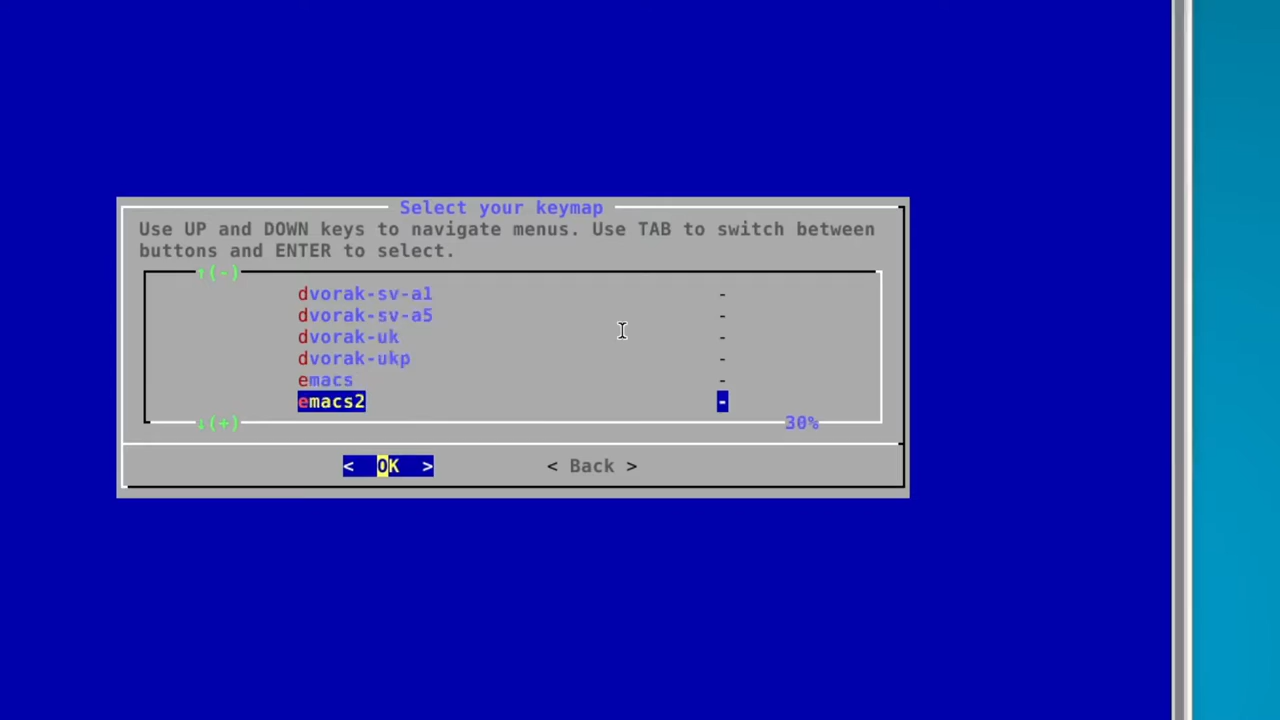 Select your keymap
Use UP and DOWN keys to navigate menus. Use TAB to switch between
buttons and ENTER to select.
↑(-)
dvorak-sv-a1 -
dvorak-sv-a5 -
dvorak-uk -
dvorak-ukp -
emacs -
emacs2 -
↓(+) 30%
< OK > < Back >